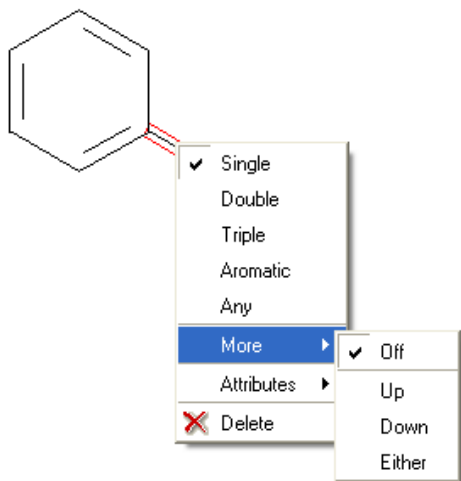 Single
Double
Triple
Aromatic
Any
More
Attributes
Delete
Off
Up
Down
Either